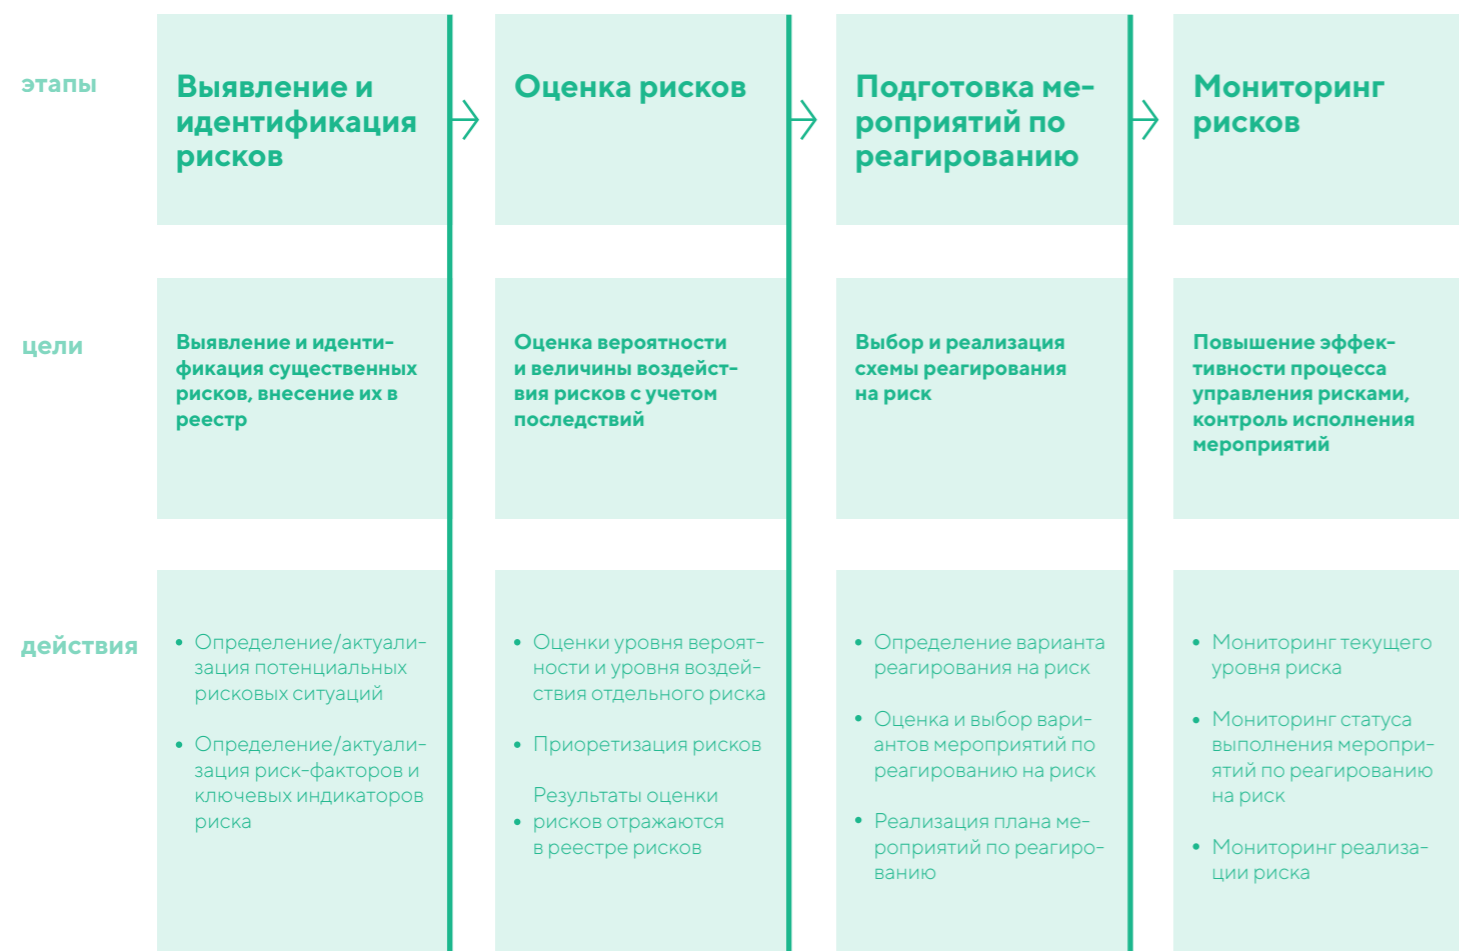 этапы
Выявление и
идентификация
рисков
Оценка рисков
Подготовка ме-
роприятий по
реагированию
Мониторинг
рисков
цели
Выявление и иденти-
фикация существенных
рисков, внесение их в
реестр
Оценка вероятности
и величины воздейст-
вия рисков с учетом
последствий
Выбор и реализация
схемы реагирования
на риск
Повышение эффек-
тивности процесса
управления рисками,
контроль исполнения
мероприятий
действия
• Определение/актуали-
зация потенциальных
рисковых ситуаций
• Определение/актуали-
зация риск-факторов и
ключевых индикаторов
риска
• Оценки уровня вероят-
ности и уровня воздей-
ствия отдельного риска
• Приоретизация рисков
Результаты оценки
• рисков отражаются
в реестре рисков
• Определение варианта
реагирования на риск
• Оценка и выбор вари-
антов мероприятий по
реагированию на риск
• Реализация плана ме-
роприятий по реагиро-
ванию
• Мониторинг текущего
уровня риска
• Мониторинг статуса
выполнения меропри-
ятий по реагированию
на риск
• Мониторинг реализа-
ции риска